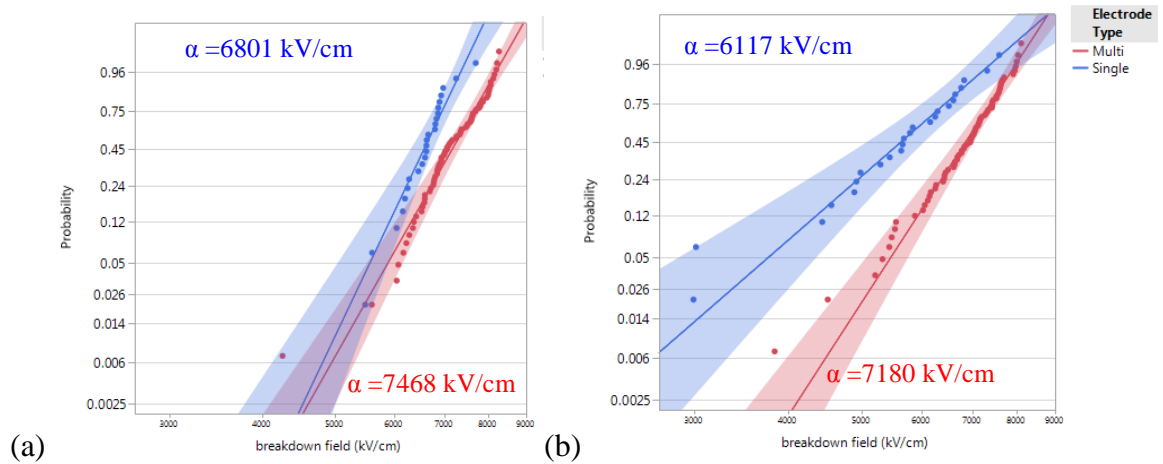 α =6801 kV/cm
α =7468 kV/cm
Probability
0.96
0.75
0.45
0.24
0.12
0.05
0.026
0.014
0.006
0.0025
3000 4000 5000 6000 7000 8000 9000
breakdown field (kV/cm)
(a)
α =6117 kV/cm
α =7180 kV/cm
Probability
0.96
0.75
0.45
0.24
0.12
0.05
0.026
0.014
0.006
0.0025
3000 4000 5000 6000 7000 8000 9000
breakdown field (kV/cm)
(b)
Electrode
Type
Multi
Single